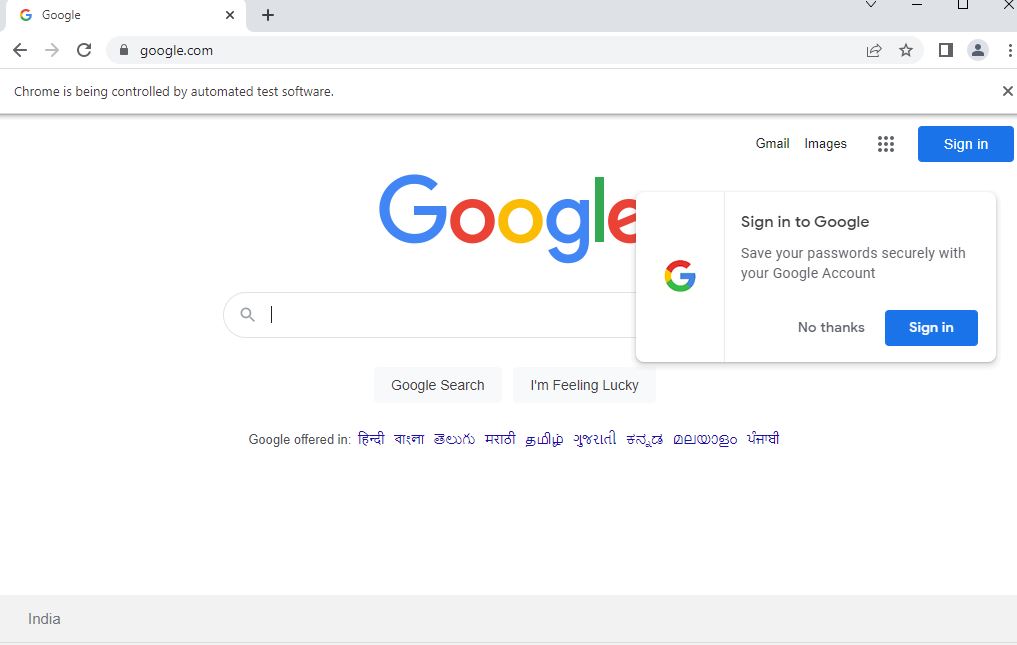 Google
google.com
Chrome is being controlled by automated test software.
Gmail Images Sign in
Google
Sign in to Google
Save your passwords securely with
your Google Account
No thanks Sign in
Google Search I'm Feeling Lucky
Google offered in: हिन्दी বাংলা తెలుగు मराठी தமிழ் ગુજરાતી ಕನ್ನಡ മലയാളം ਪੰਜਾਬੀ
India